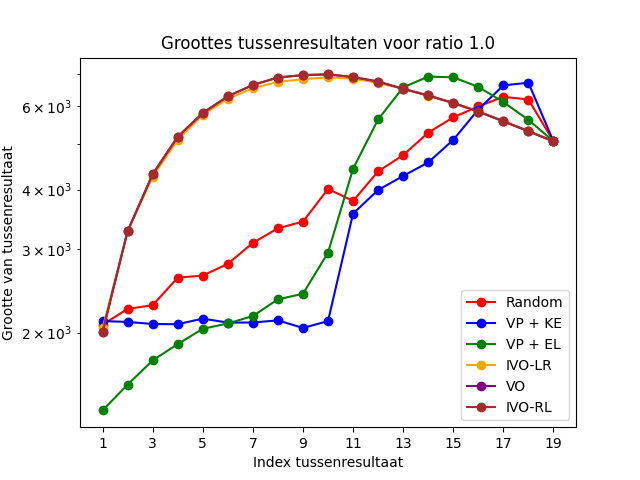 Groottes tussenresultaten voor ratio 1.0
Grootte van tussenresultaat
6 × 10³
4 × 10³
3 × 10³
2 × 10³
1 3 5 7 9 11 13 15 17 19
Index tussenresultaat
Random
VP + KE
VP + EL
IVO-LR
VO
IVO-RL